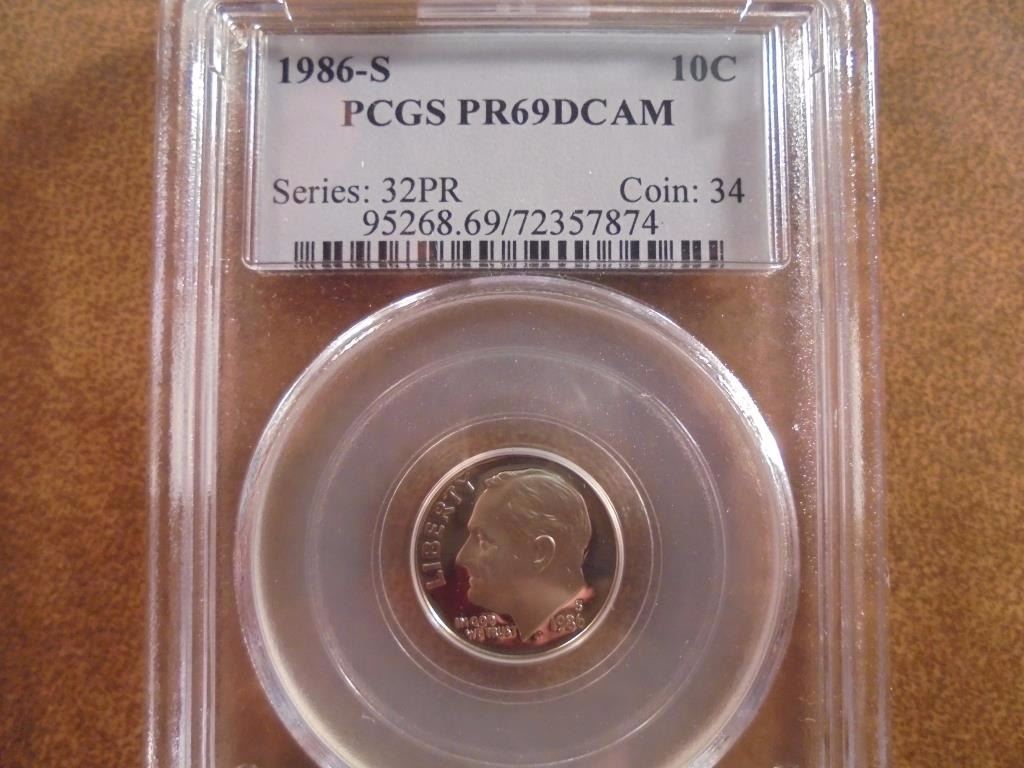 1986-S 10C
PCGS PR69DCAM
Series: 32PR Coin: 34
95268.69/72357874
LIBERTY
IN GOD
WE TRUST
S
1986